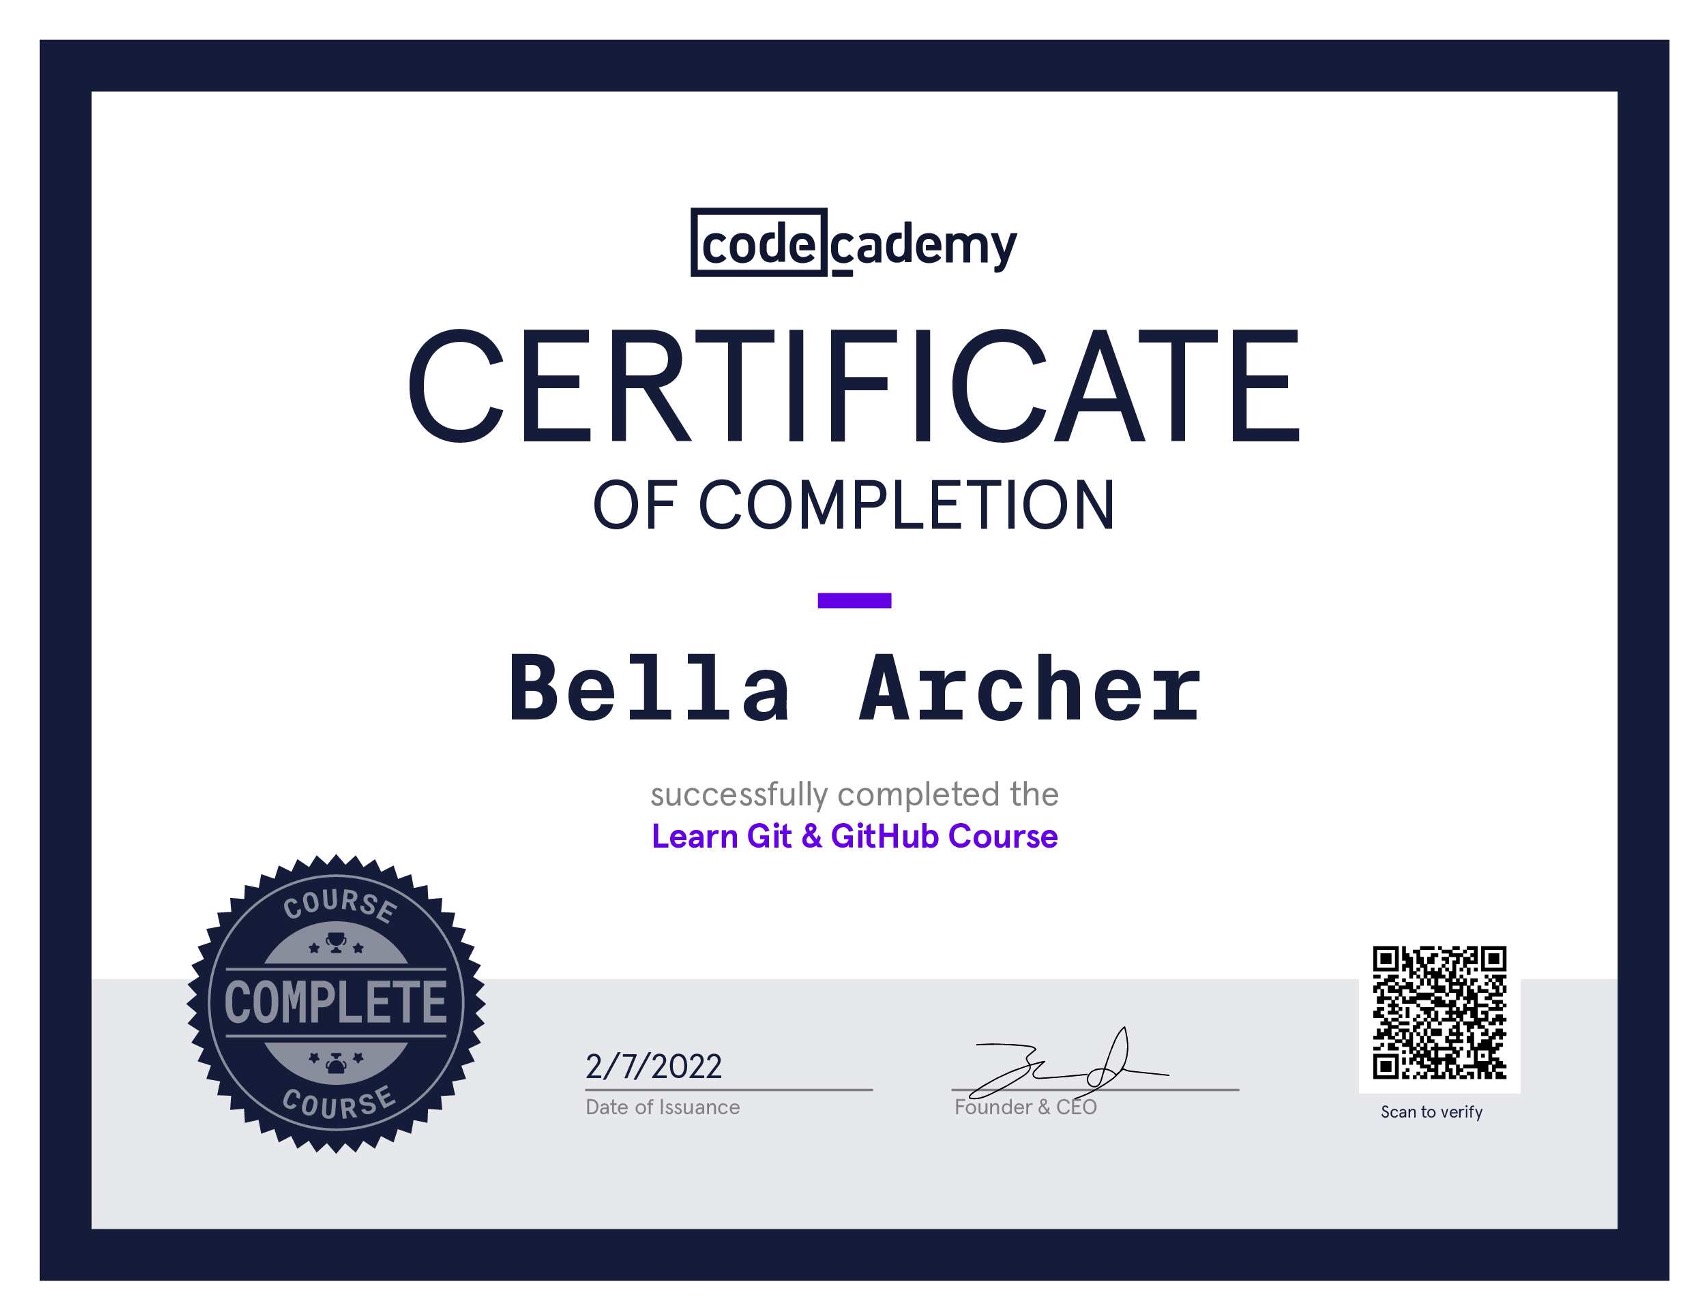 codecademy
CERTIFICATE
OF COMPLETION
Bella Archer
successfully completed the
Learn Git & GitHub Course
COURSE
COMPLETE
COURSE
2/7/2022
Date of Issuance
Founder & CEO
Scan to verify